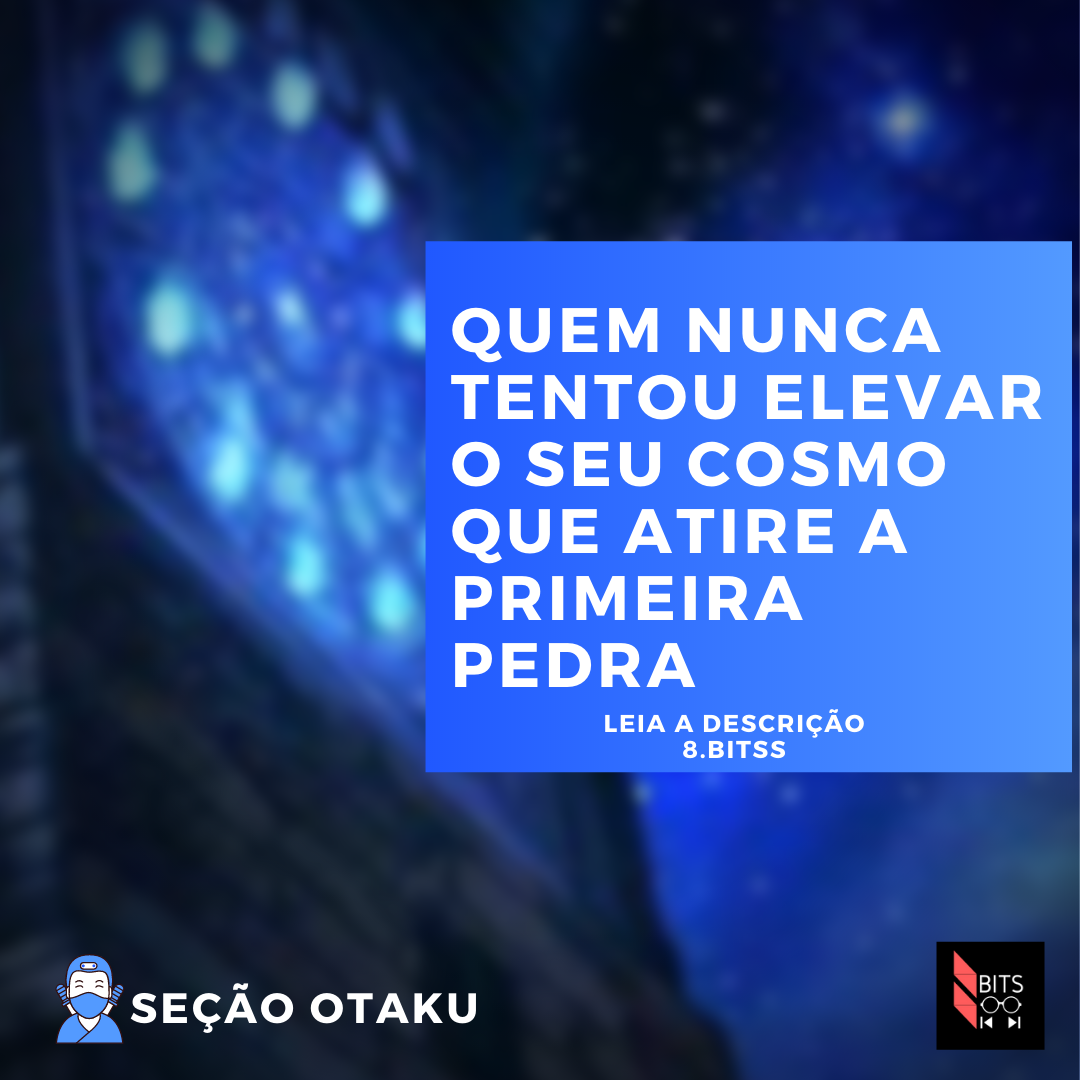 QUEM NUNCA
TENTOU ELEVAR
O SEU COSMO
QUE ATIRE A
PRIMEIRA
PEDRA
LEIA A DESCRIÇÃO
8.BITSS
SEÇÃO OTAKU
BITS